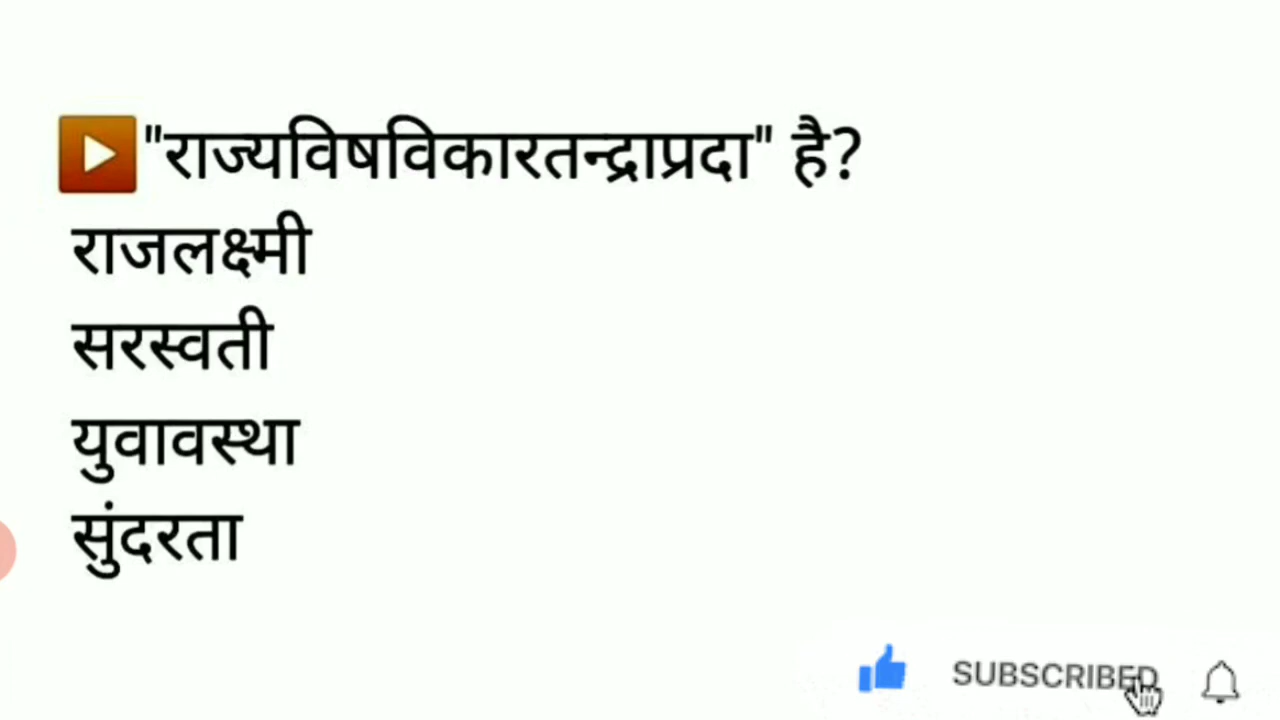 "राज्यविषविकारतन्द्राप्रदा" है?
राजलक्ष्मी
सरस्वती
युवावस्था
सुंदरता
SUBSCRIBED